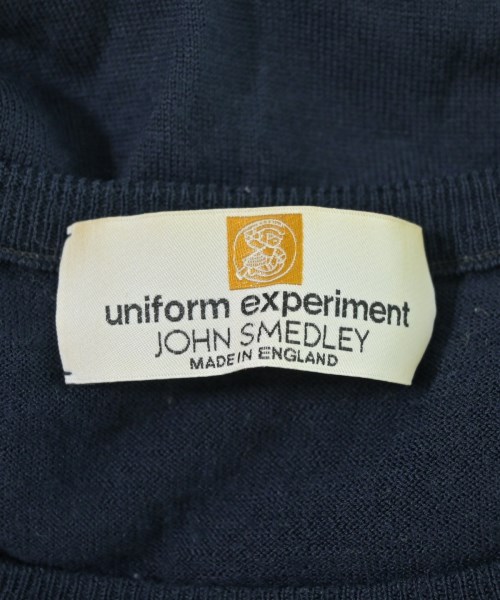 uniform experiment
JOHN SMEDLEY
MADE IN ENGLAND